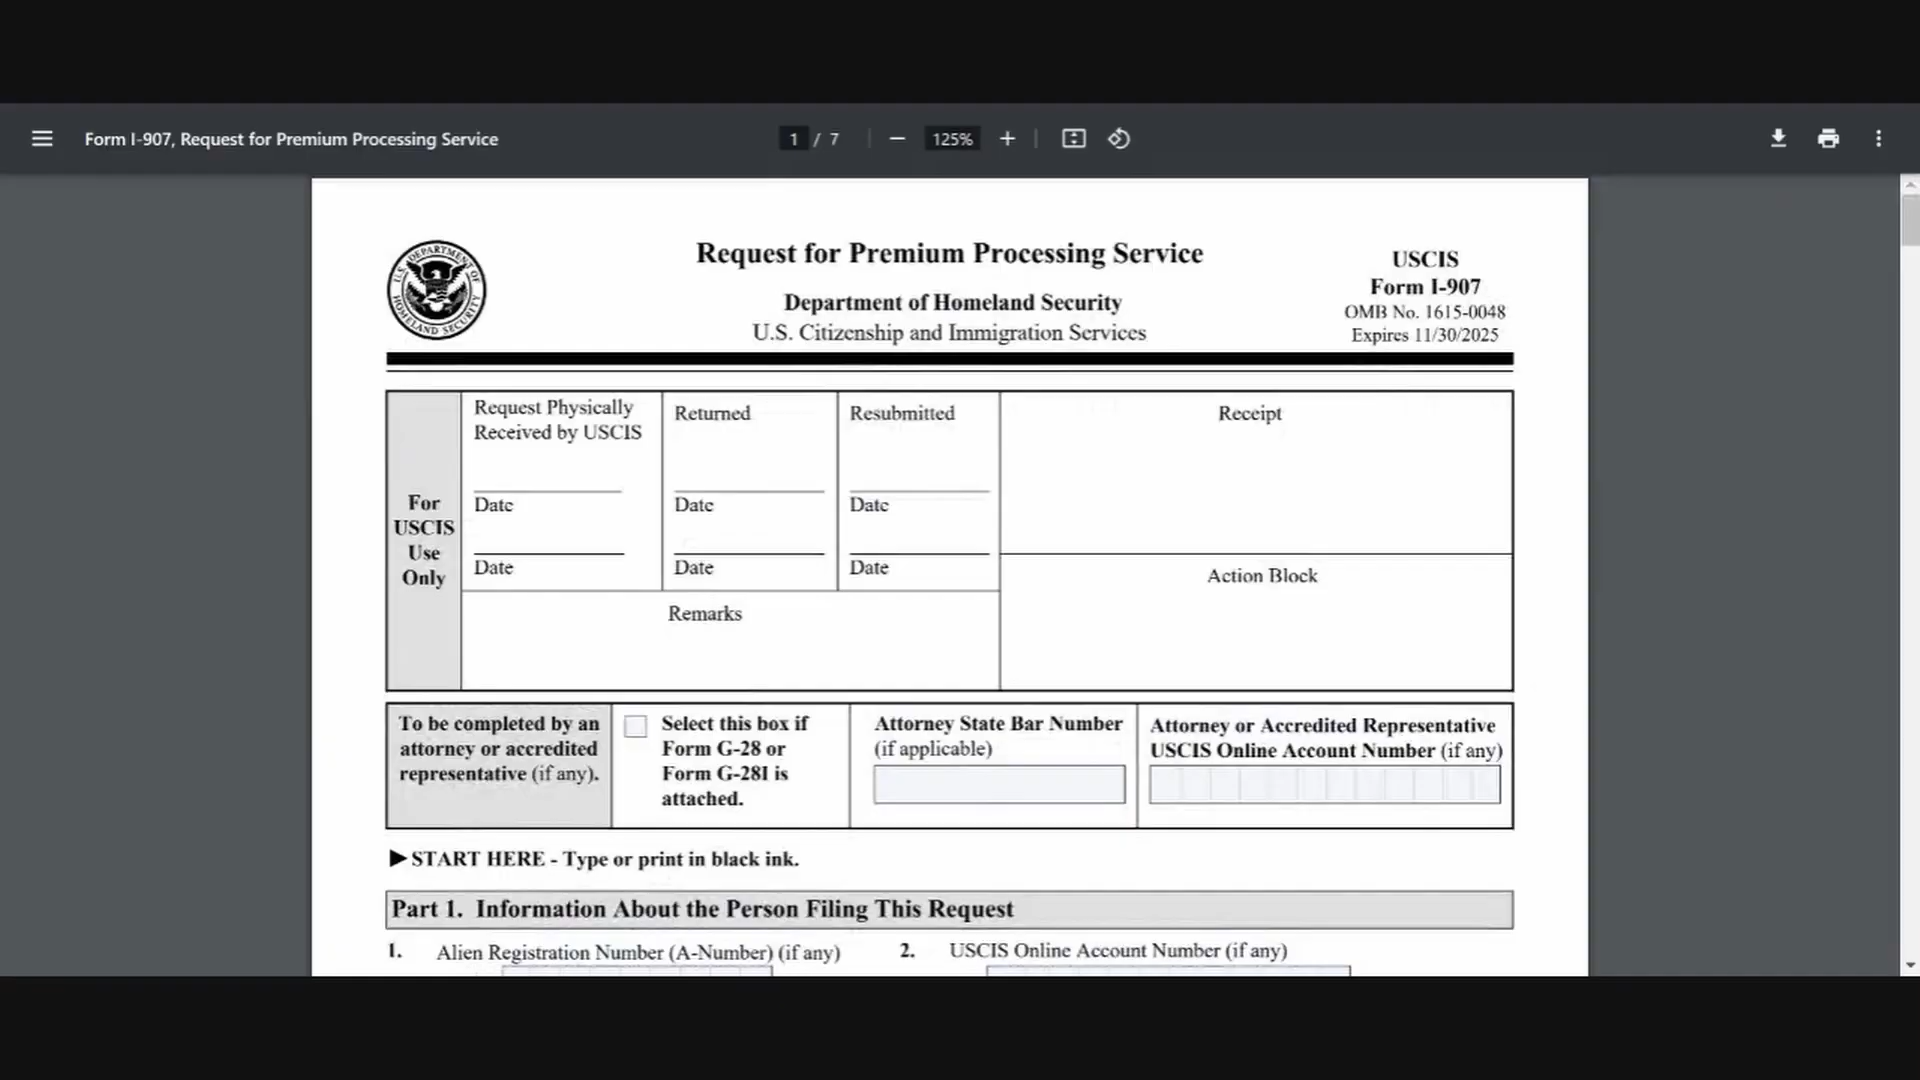 Form I-907, Request for Premium Processing Service
1 / 7
125%
U.S. DEPARTMENT OF HOMELAND SECURITY
Request for Premium Processing Service
Department of Homeland Security
U.S. Citizenship and Immigration Services
USCIS
Form I-907
OMB No. 1615-0048
Expires 11/30/2025
For
USCIS
Use
Only
Request Physically
Received by USCIS
Date
Date
Returned
Date
Date
Resubmitted
Date
Date
Remarks
Receipt
Action Block
To be completed by an
attorney or accredited
representative (if any).
Select this box if
Form G-28 or
Form G-28I is
attached.
Attorney State Bar Number
(if applicable)
Attorney or Accredited Representative
USCIS Online Account Number (if any)
►START HERE - Type or print in black ink.
Part 1. Information About the Person Filing This Request
1. Alien Registration Number (A-Number) (if any)
2. USCIS Online Account Number (if any)